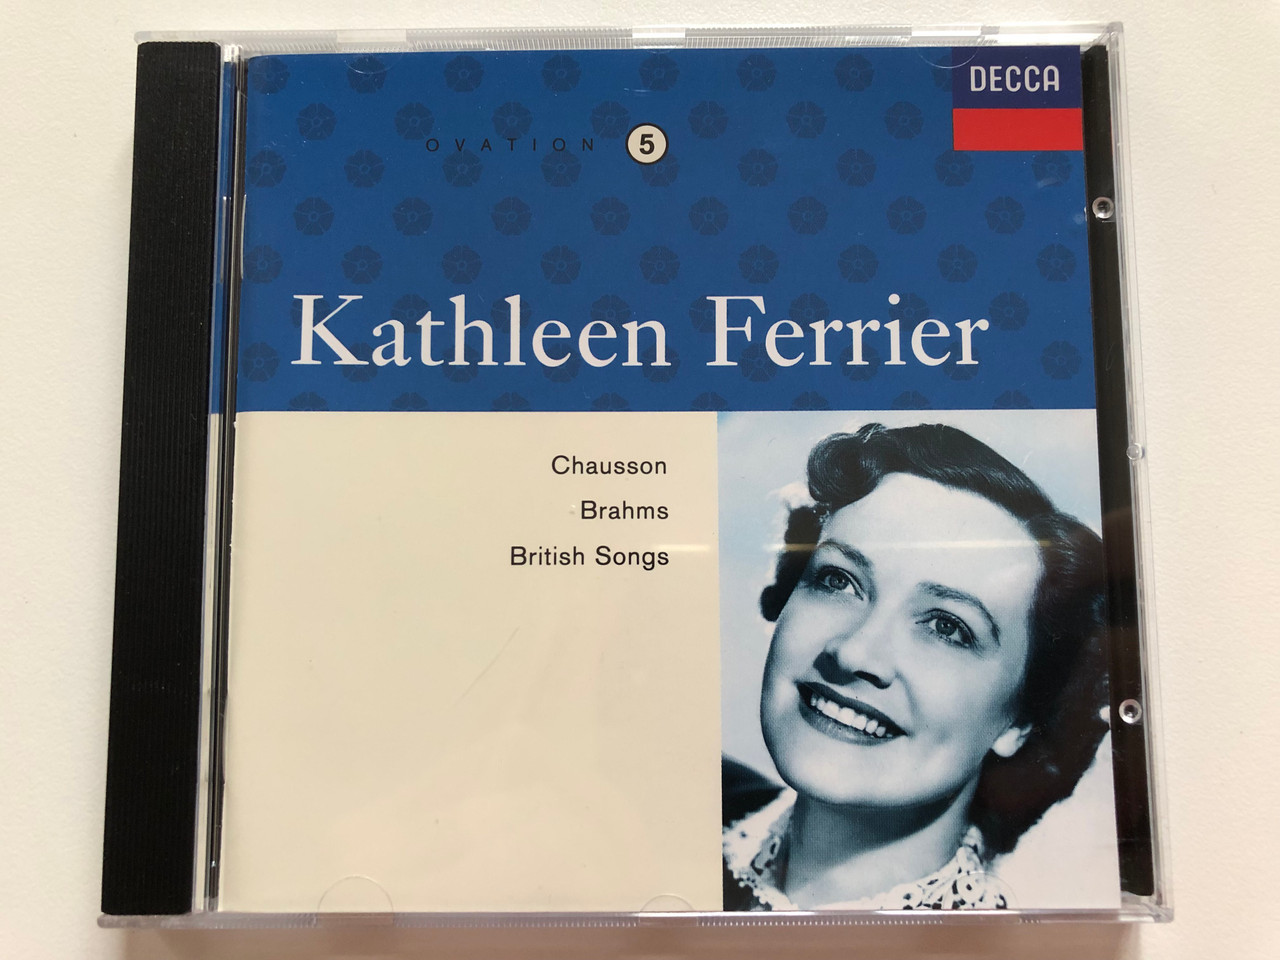 DECCA
OVATION 5
Kathleen Ferrier
Chausson
Brahms
British Songs